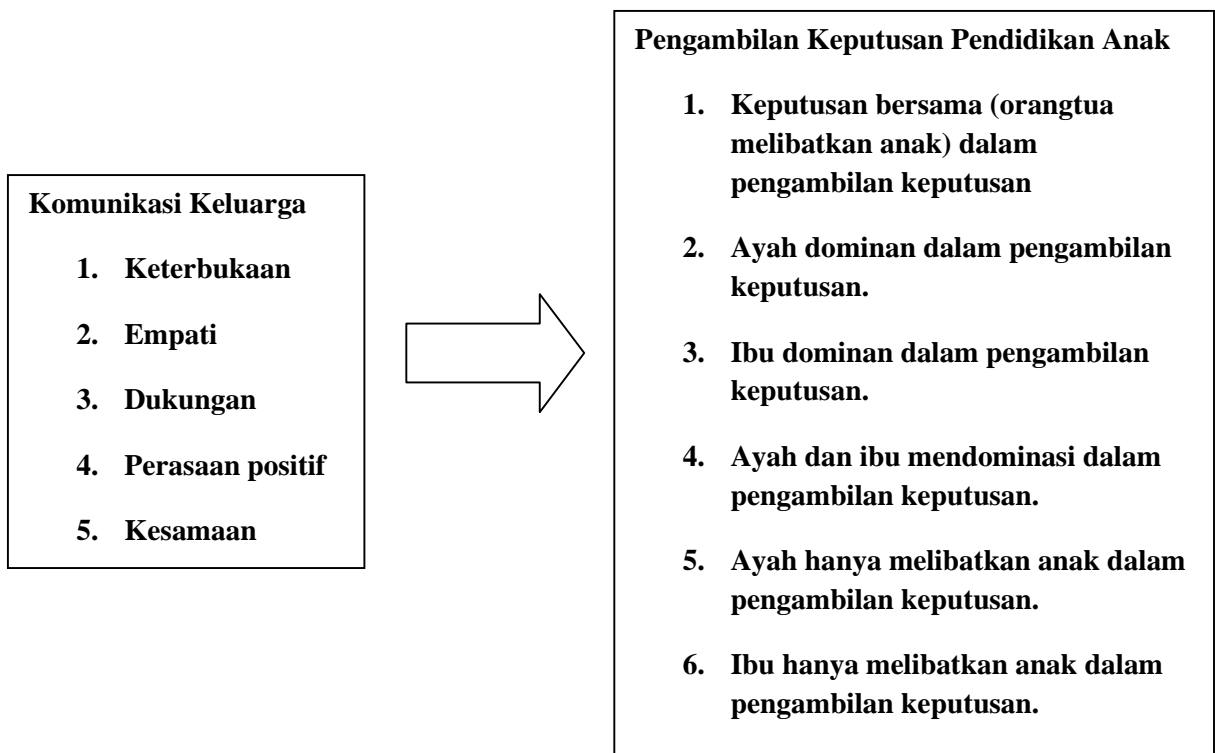 Komunikasi Keluarga
1. Keterbukaan
2. Empati
3. Dukungan
4. Perasaan positif
5. Kesamaan
Pengambilan Keputusan Pendidikan Anak
1. Keputusan bersama (orangtua
melibatkan anak) dalam
pengambilan keputusan
2. Ayah dominan dalam pengambilan
keputusan.
3. Ibu dominan dalam pengambilan
keputusan.
4. Ayah dan ibu mendominasi dalam
pengambilan keputusan.
5. Ayah hanya melibatkan anak dalam
pengambilan keputusan.
6. Ibu hanya melibatkan anak dalam
pengambilan keputusan.